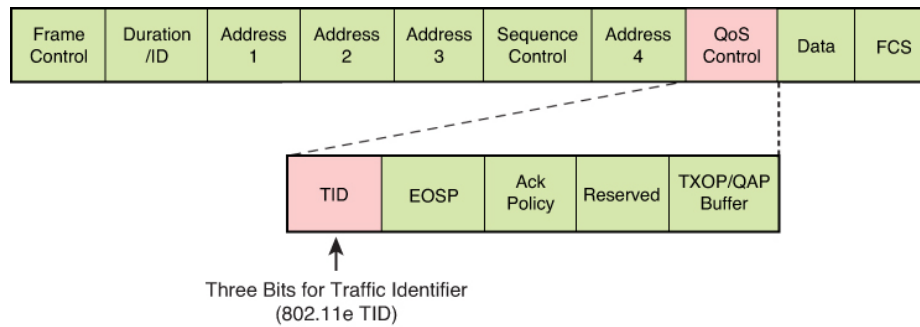 Frame Control
Duration /ID
Address 1
Address 2
Address 3
Sequence Control
Address 4
QoS Control
Data
FCS
TID
EOSP
Ack Policy
Reserved
TXOP/QAP Buffer
Three Bits for Traffic Identifier
(802.11e TID)